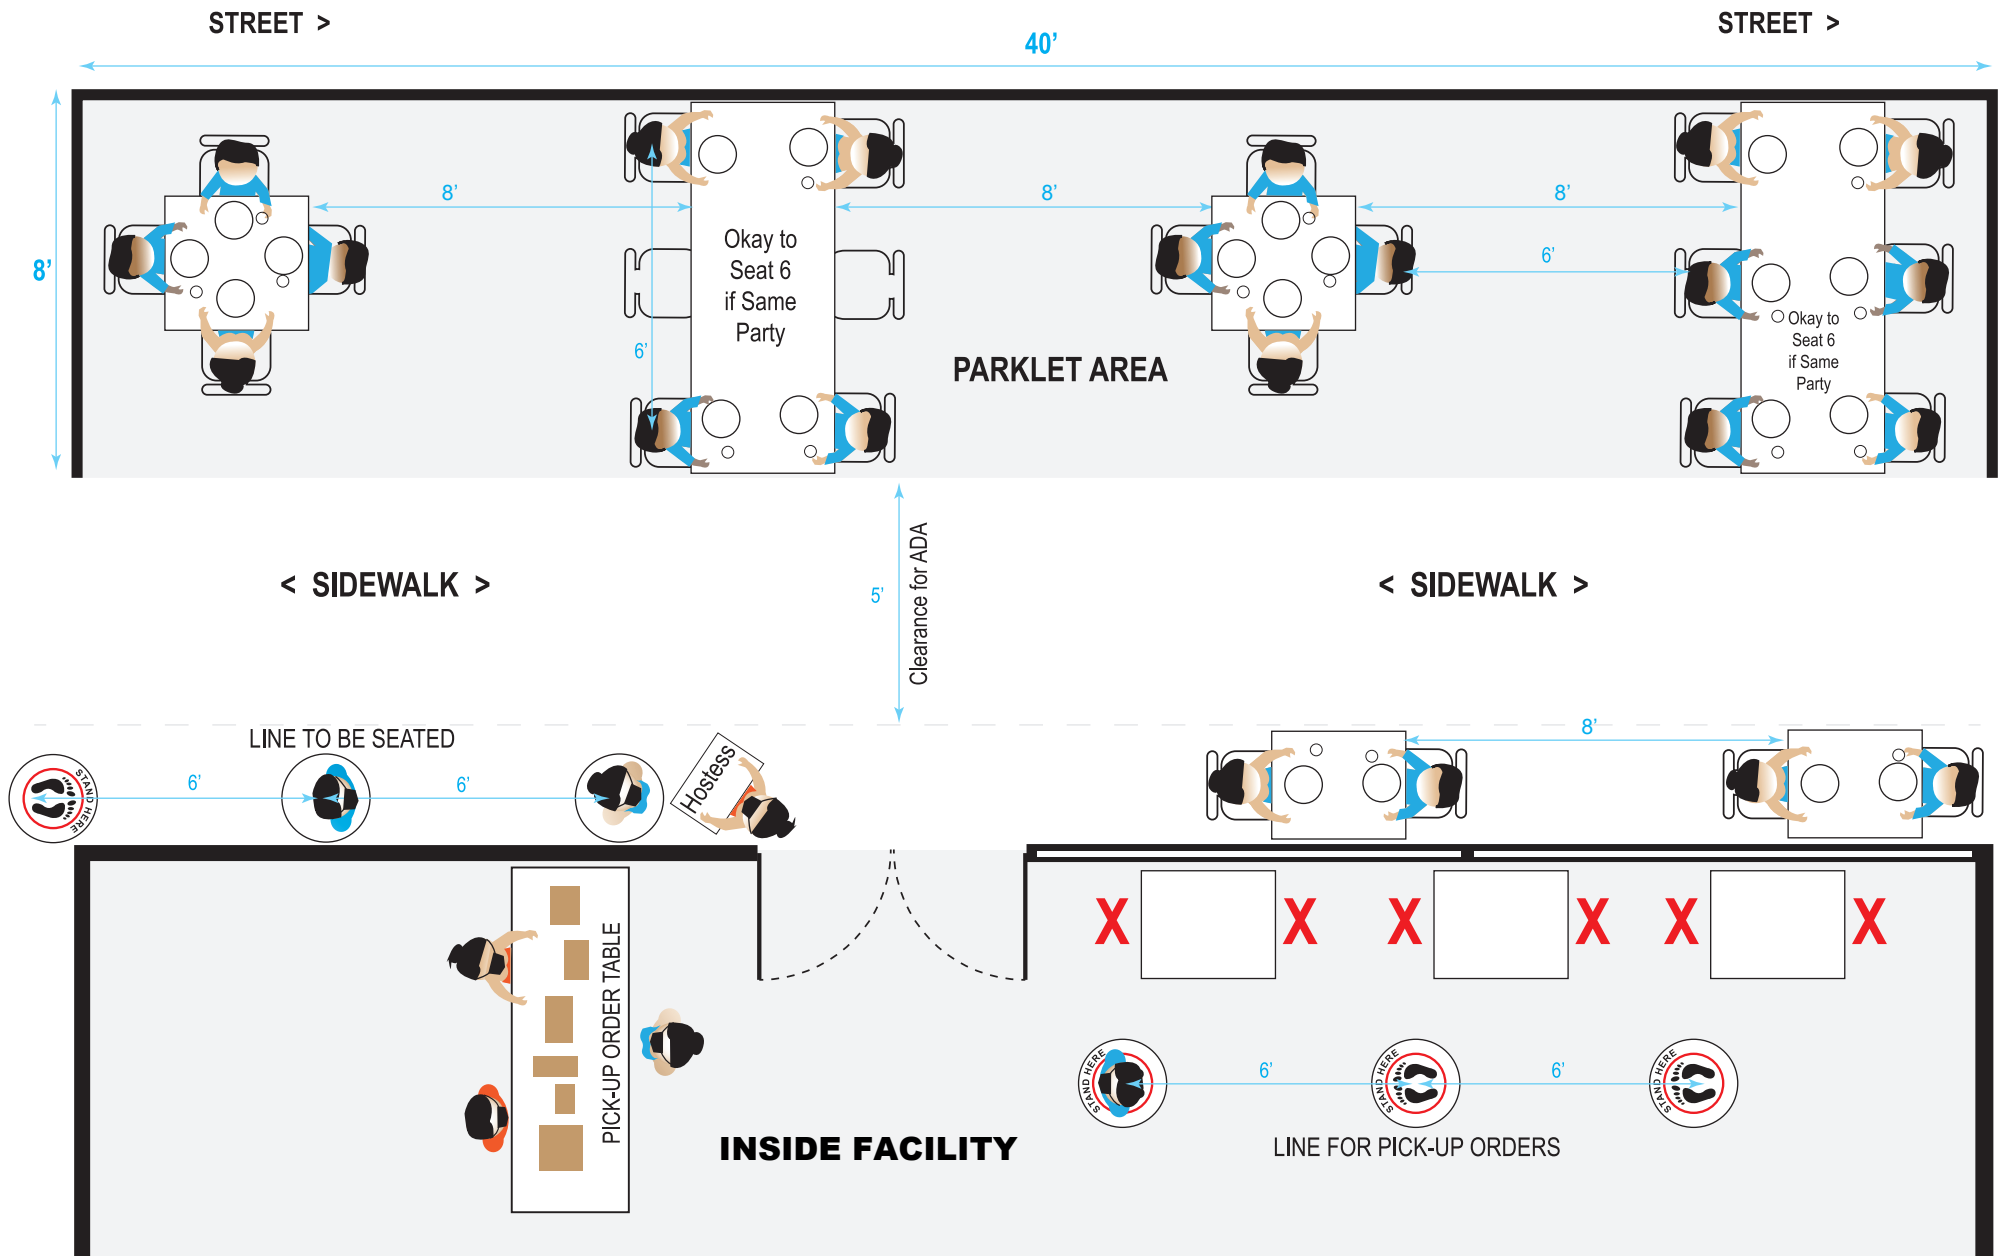 STREET >
STREET >
40’
8’
8’
8’
8’
6’
6’
Okay to
Seat 6
if Same
Party
Okay to
Seat 6
if Same
Party
PARKLET AREA
Clearance for ADA
5’
< SIDEWALK >
< SIDEWALK >
LINE TO BE SEATED
8’
STAND HERE
6’
6’
Hostess
X
X
X
X
X
X
PICK-UP ORDER TABLE
STAND HERE
6’
STAND HERE
6’
STAND HERE
INSIDE FACILITY
LINE FOR PICK-UP ORDERS